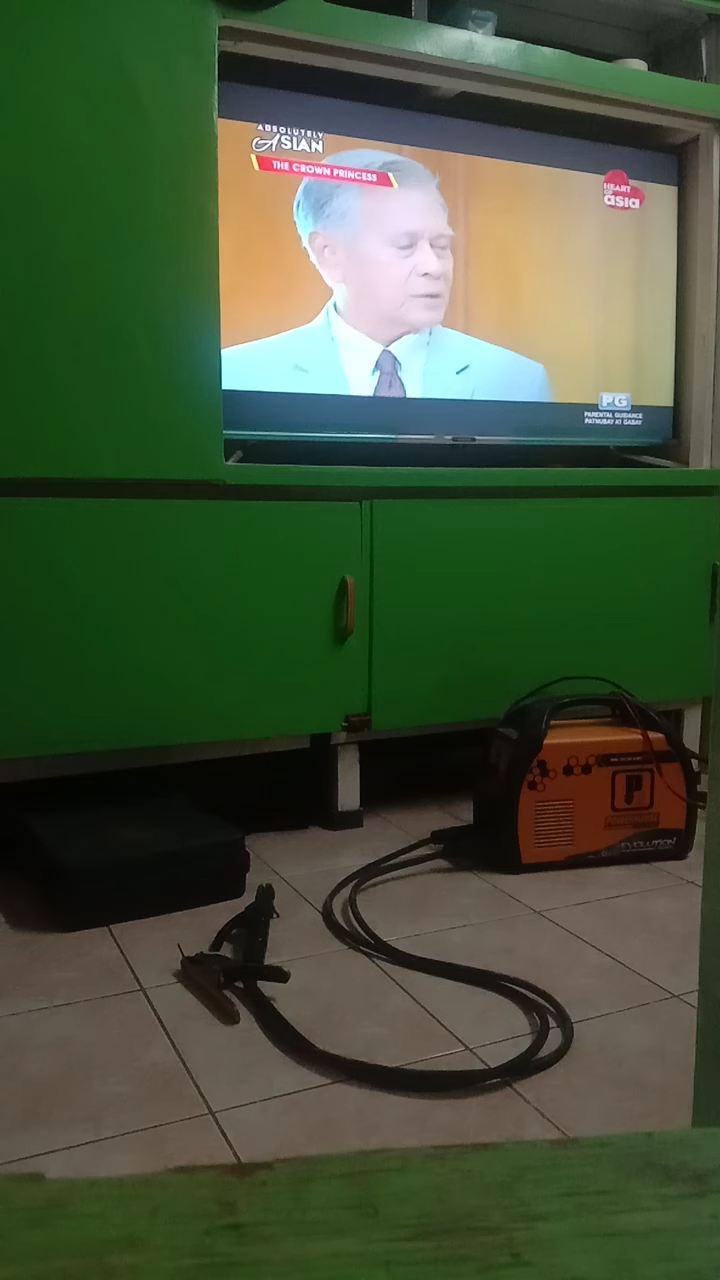 ABSOLUTELY
ASIAN
THE CROWN PRINCESS
HEART
OF
asia
PG
PARENTAL GUIDANCE
PATNUBAY AT GABAY
P
EVOLUTION